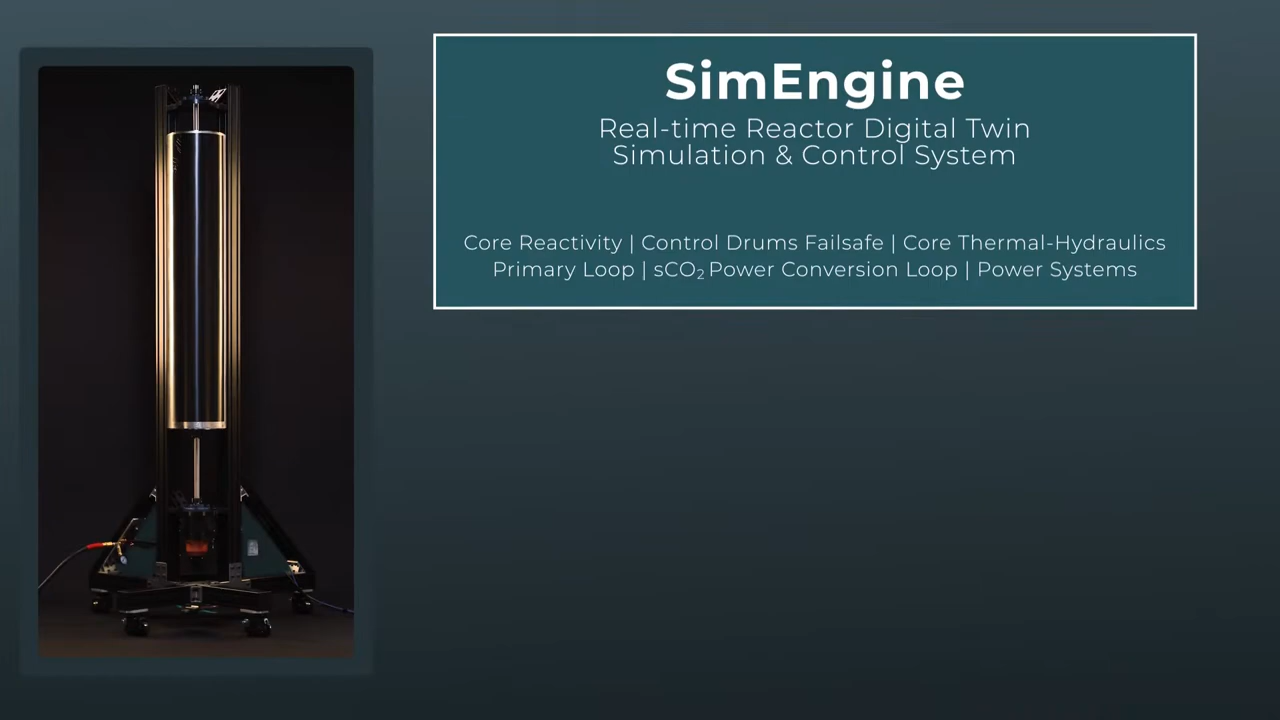 SimEngine
Real-time Reactor Digital Twin
Simulation & Control System
Core Reactivity | Control Drums Failsafe | Core Thermal-Hydraulics
Primary Loop | sCO₂ Power Conversion Loop | Power Systems